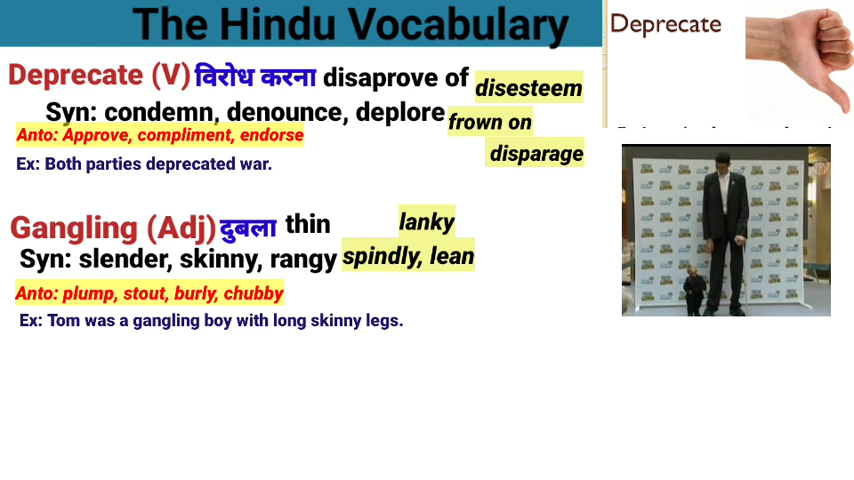 The Hindu Vocabulary
Deprecate (V) विरोध करना disaprove of disesteem
Syn: condemn, denounce, deplore frown on
Anto: Approve, compliment, endorse
disparage
Ex: Both parties deprecated war.
Gangling (Adj) दुबला thin lanky
Syn: slender, skinny, rangy spindly, lean
Anto: plump, stout, burly, chubby
Ex: Tom was a gangling boy with long skinny legs.
Deprecate